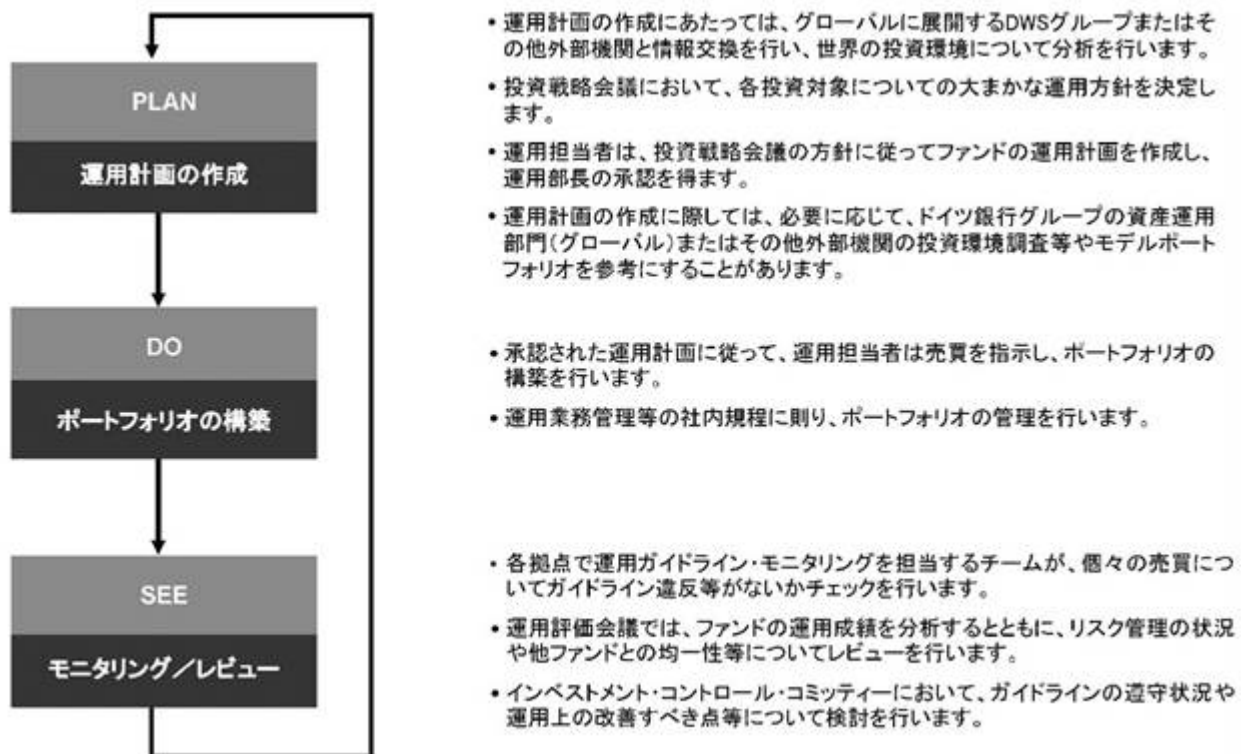 PLAN
運用計画の作成
・運用計画の作成にあたっては、グローバルに展開するDWSグループまたはそ
の他外部機関と情報交換を行い、世界の投資環境について分析を行います。
・投資戦略会議において、各投資対象についての大まかな運用方針を決定し
ます。
・運用担当者は、投資戦略会議の方針に従ってファンドの運用計画を作成し、
運用部長の承認を得ます。
・運用計画の作成に際しては、必要に応じて、ドイツ銀行グループの資産運用
部門(グローバル)またはその他外部機関の投資環境調査等やモデルポート
フォリオを参考にすることがあります。
DO
ポートフォリオの構築
・承認された運用計画に従って、運用担当者は売買を指示し、ポートフォリオの
構築を行います。
・運用業務管理等の社内規程に則り、ポートフォリオの管理を行います。
SEE
モニタリング/レビュー
・各拠点で運用ガイドライン・モニタリングを担当するチームが、個々の売買につ
いてガイドライン違反等がないかチェックを行います。
・運用評価会議では、ファンドの運用成績を分析するとともに、リスク管理の状況
や他ファンドとの均一性等についてレビューを行います。
・インベストメント・コントロール・コミッティーにおいて、ガイドラインの遵守状況や
運用上の改善すべき点等について検討を行います。